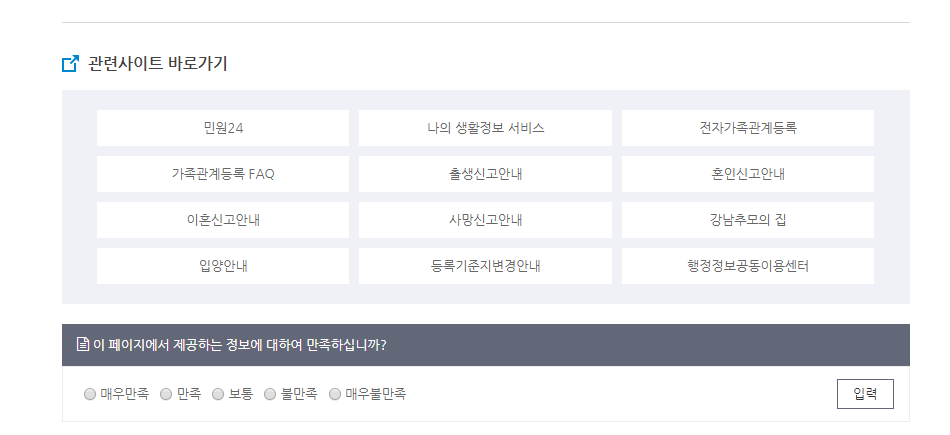 관련사이트 바로가기
민원24 나의 생활정보 서비스 전자가족관계등록
가족관계등록 FAQ 출생신고안내 혼인신고안내
이혼신고안내 사망신고안내 강남추모의 집
입양안내 등록기준지변경안내 행정정보공동이용센터
이 페이지에서 제공하는 정보에 대하여 만족하십니까?
매우만족 만족 보통 불만족 매우불만족 입력